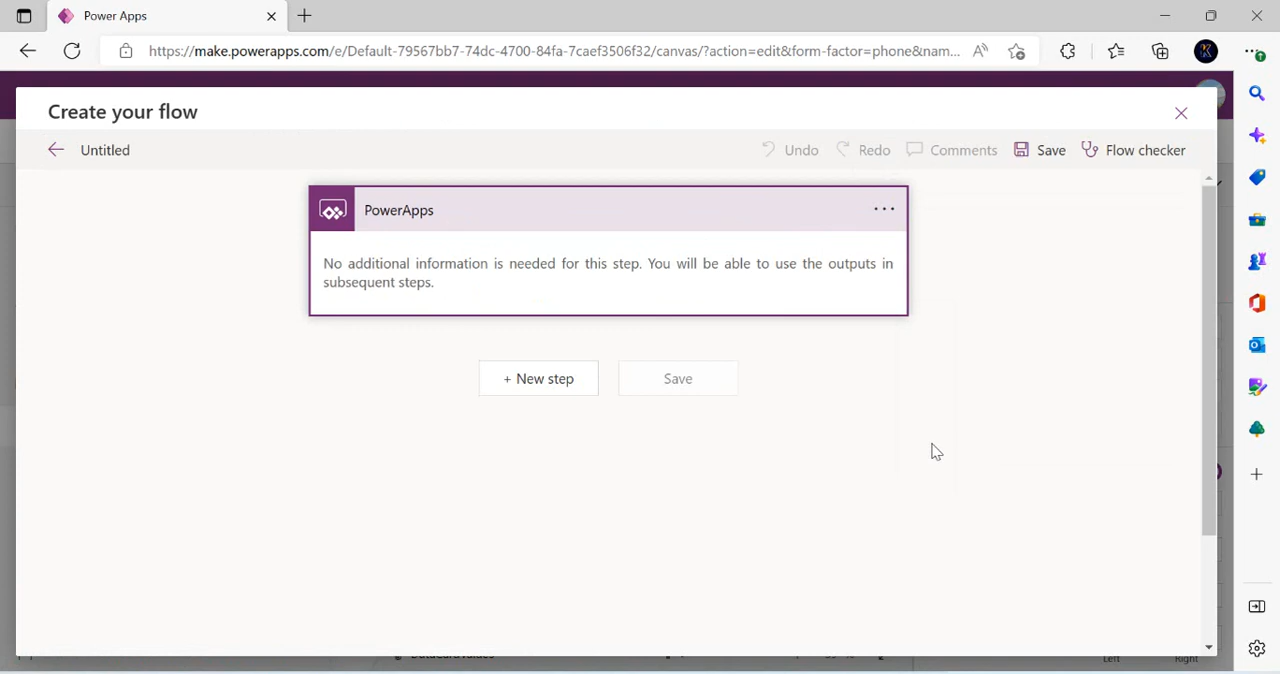 Power Apps
https://make.powerapps.com/e/Default-79567bb7-74dc-4700-84fa-7caef3506f32/canvas/?action=edit&form-factor=phone&nam...
Create your flow
Untitled
Undo
Redo
Comments
Save
Flow checker
PowerApps
No additional information is needed for this step. You will be able to use the outputs in
subsequent steps.
+ New step
Save
Left
Right